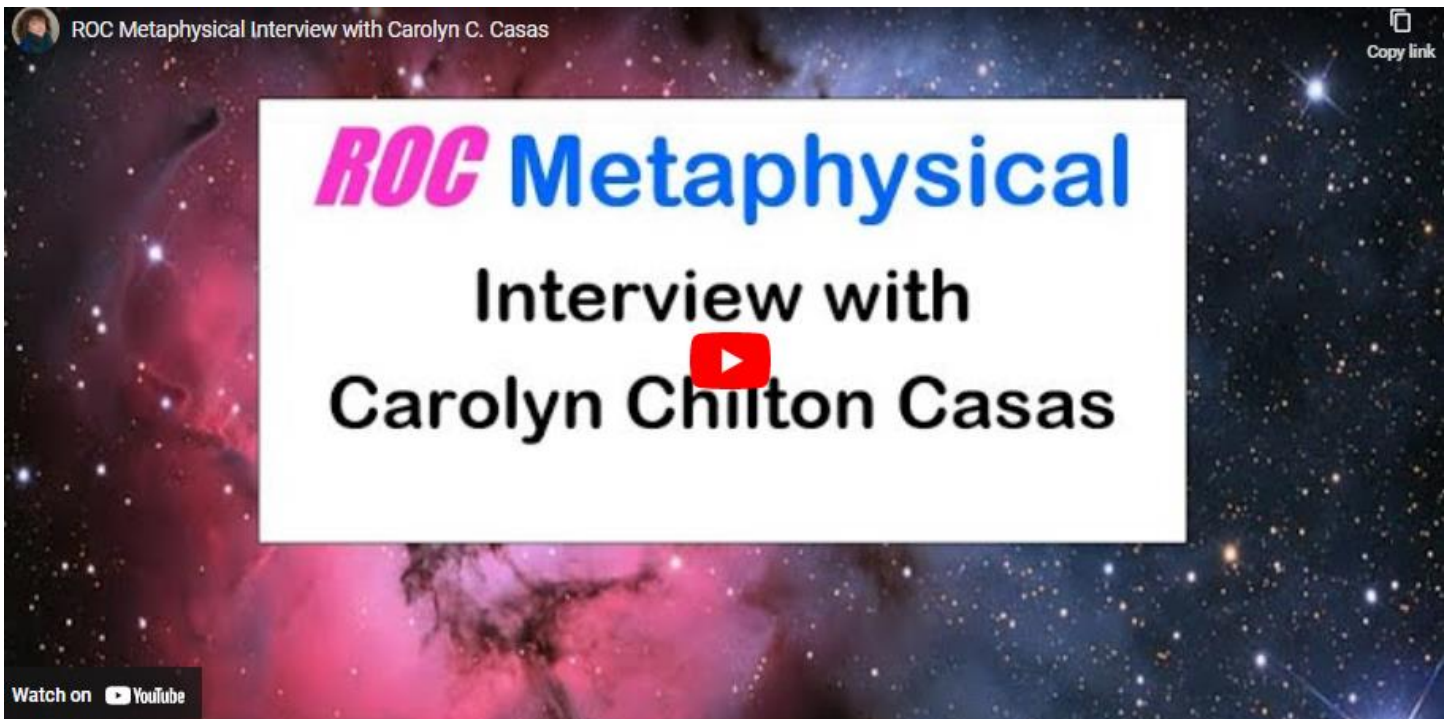 ROC Metaphysical Interview with Carolyn C. Casas
Copy link
ROC Metaphysical
Interview with
Carolyn Chilton Casas
Watch on YouTube